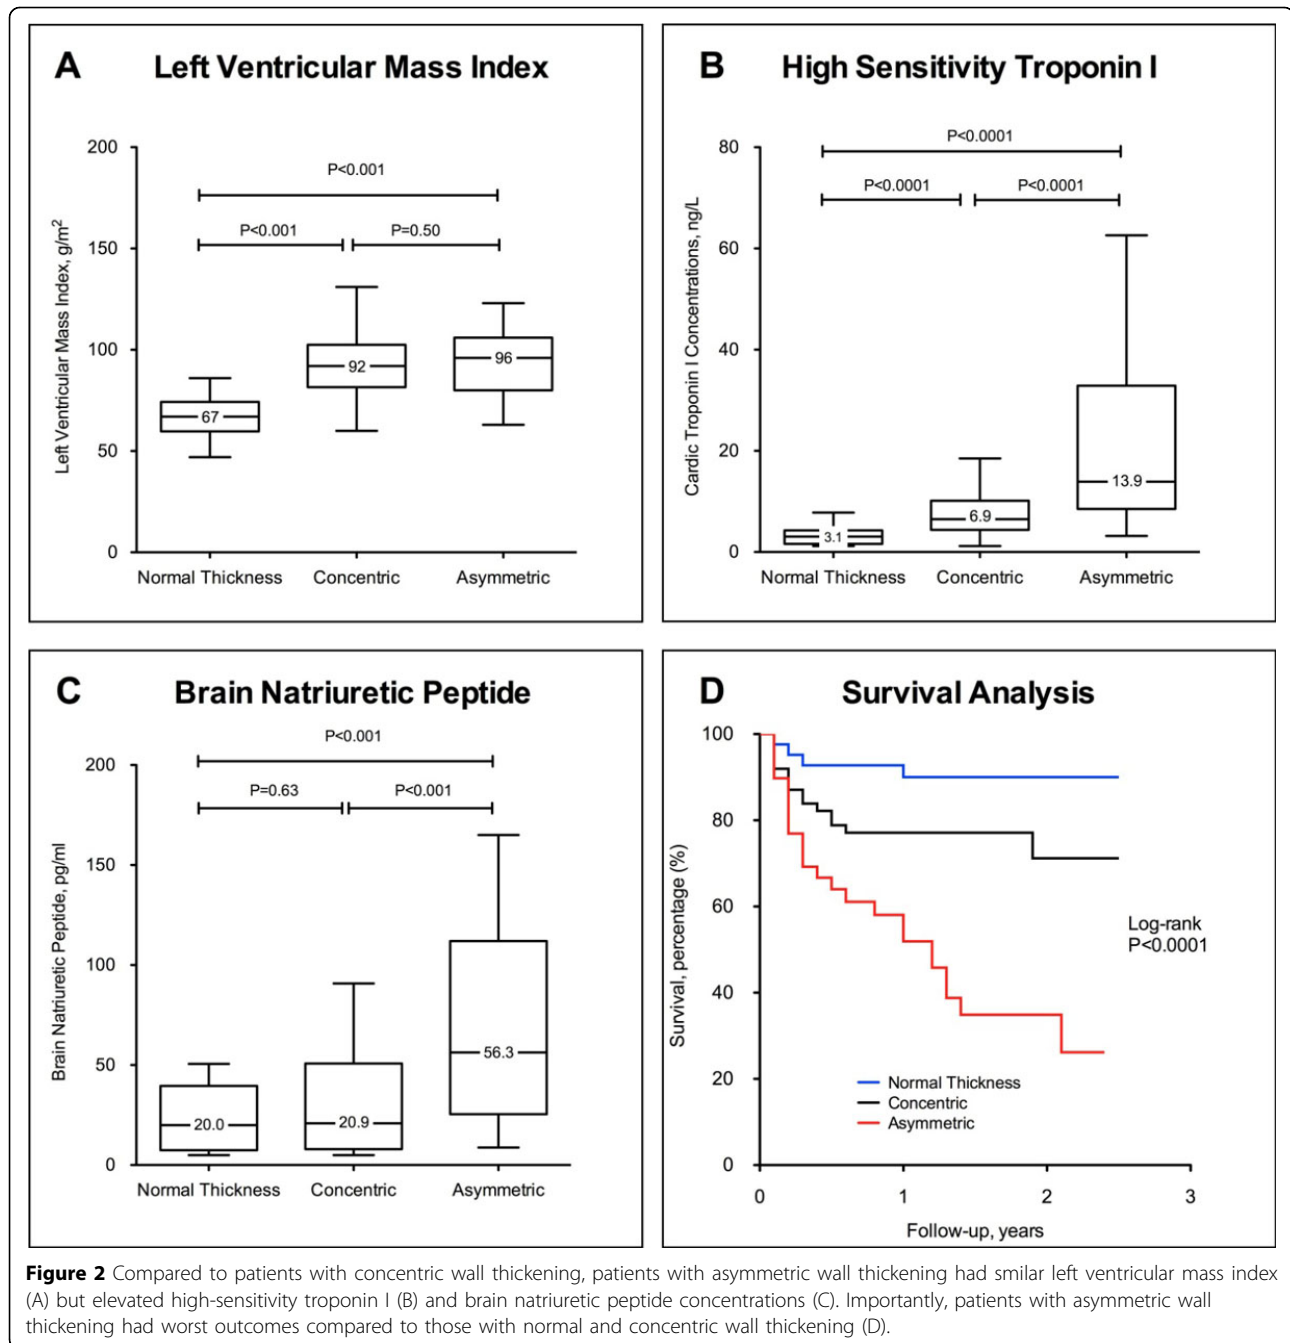 A Left Ventricular Mass Index
200
150
100
50
0
Left Ventricular Mass Index, g/m²
P<0.001
P<0.001
P=0.50
67
92
96
Normal Thickness Concentric Asymmetric
B High Sensitivity Troponin I
80
60
40
20
0
Cardic Troponin I Concentrations, ng/L
P<0.0001
P<0.0001
P<0.0001
3.1
6.9
13.9
Normal Thickness Concentric Asymmetric
C Brain Natriuretic Peptide
200
150
100
50
0
Brain Natriuretic Peptide, pg/ml
P<0.001
P=0.63
P<0.001
20.0
20.9
56.3
Normal Thickness Concentric Asymmetric
D Survival Analysis
100
80
60
40
20
0
Survival, percentage (%)
Log-rank
P<0.0001
Normal Thickness
Concentric
Asymmetric
0 1 2 3
Follow-up, years
Figure 2 Compared to patients with concentric wall thickening, patients with asymmetric wall thickening had smilar left ventricular mass index
(A) but elevated high-sensitivity troponin I (B) and brain natriuretic peptide concentrations (C). Importantly, patients with asymmetric wall
thickening had worst outcomes compared to those with normal and concentric wall thickening (D).